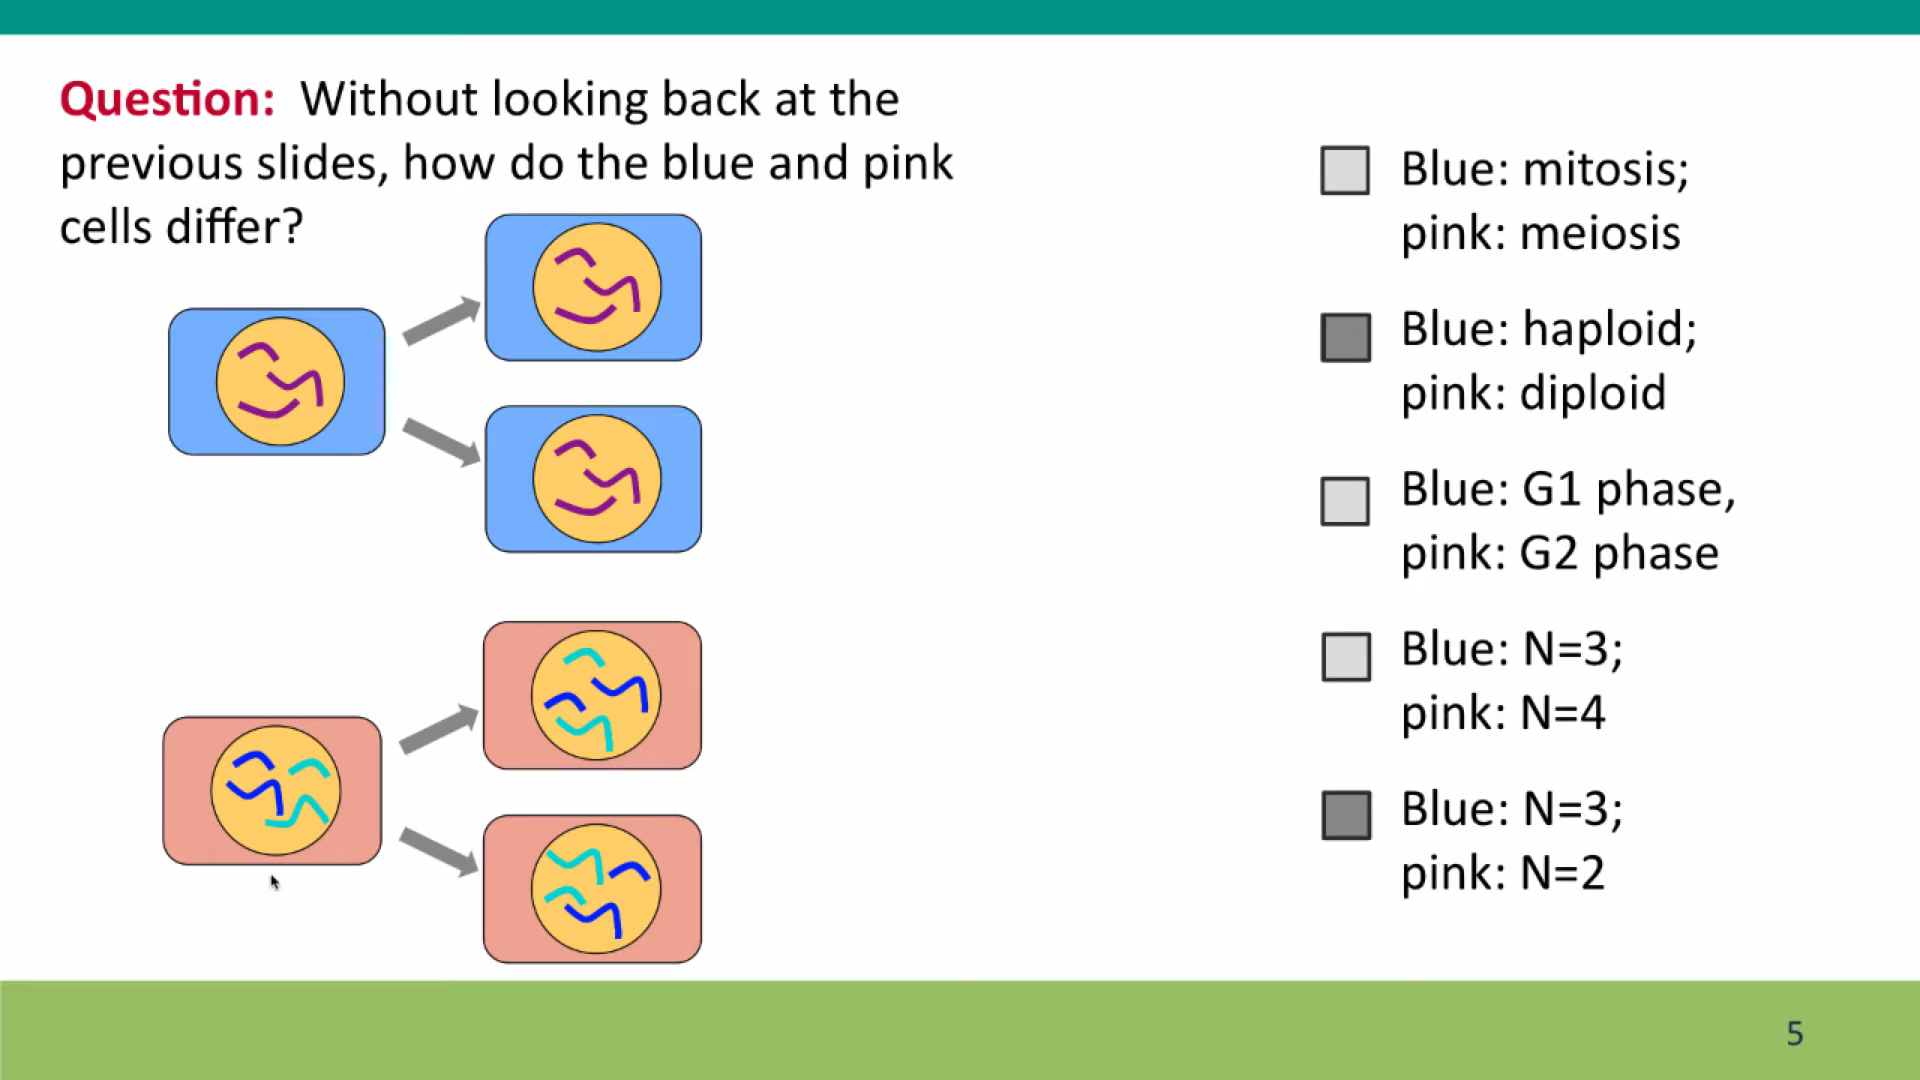 Question: Without looking back at the
previous slides, how do the blue and pink
cells differ?
Blue: mitosis;
pink: meiosis
Blue: haploid;
pink: diploid
Blue: G1 phase,
pink: G2 phase
Blue: N=3;
pink: N=4
Blue: N=3;
pink: N=2
5